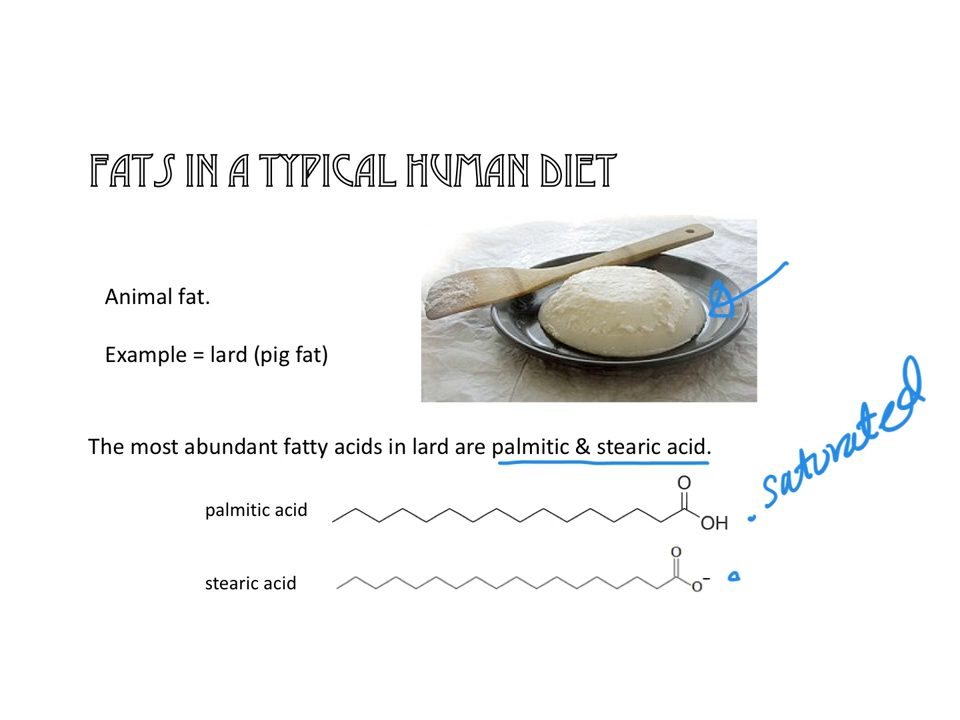 FATS IN A TYPICAL HUMAN DIET
Animal fat.
Example = lard (pig fat)
The most abundant fatty acids in lard are palmitic & stearic acid.
saturated
palmitic acid
O
OH
stearic acid
O
O⁻